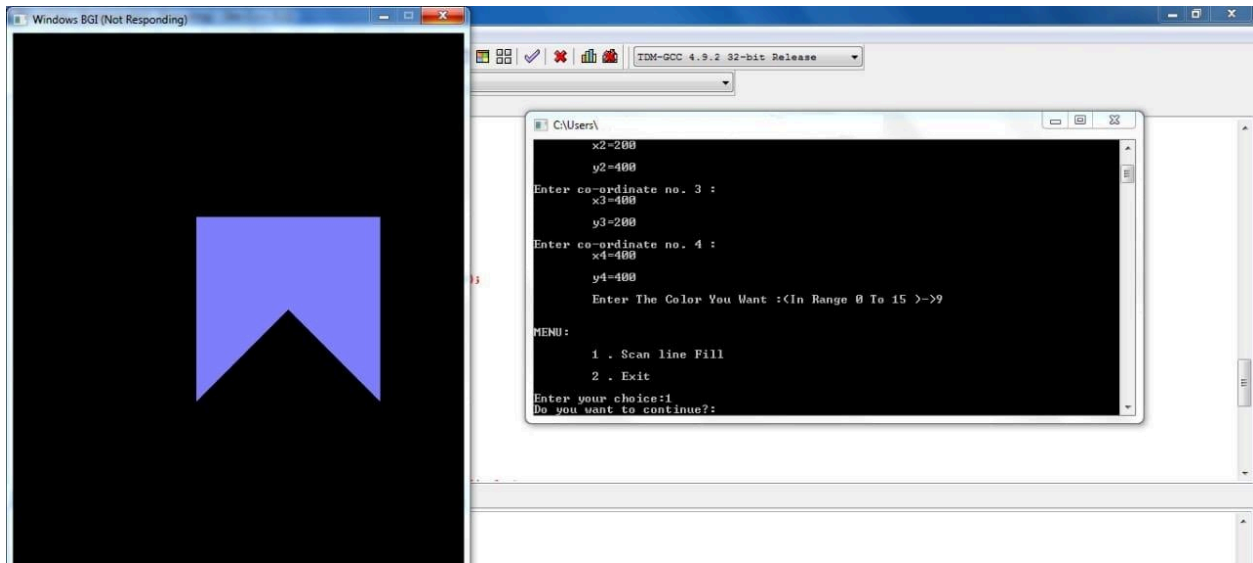 Windows BGI (Not Responding)
TDM-GCC 4.9.2 32-bit Release
);
C:\Users\
x2=200
y2=400
Enter co-ordinate no. 3 :
x3=400
y3=200
Enter co-ordinate no. 4 :
x4=400
y4=400
Enter The Color You Want :(In Range 0 To 15 )->9
MENU:
1 . Scan line Fill
2 . Exit
Enter your choice:1
Do you want to continue?: